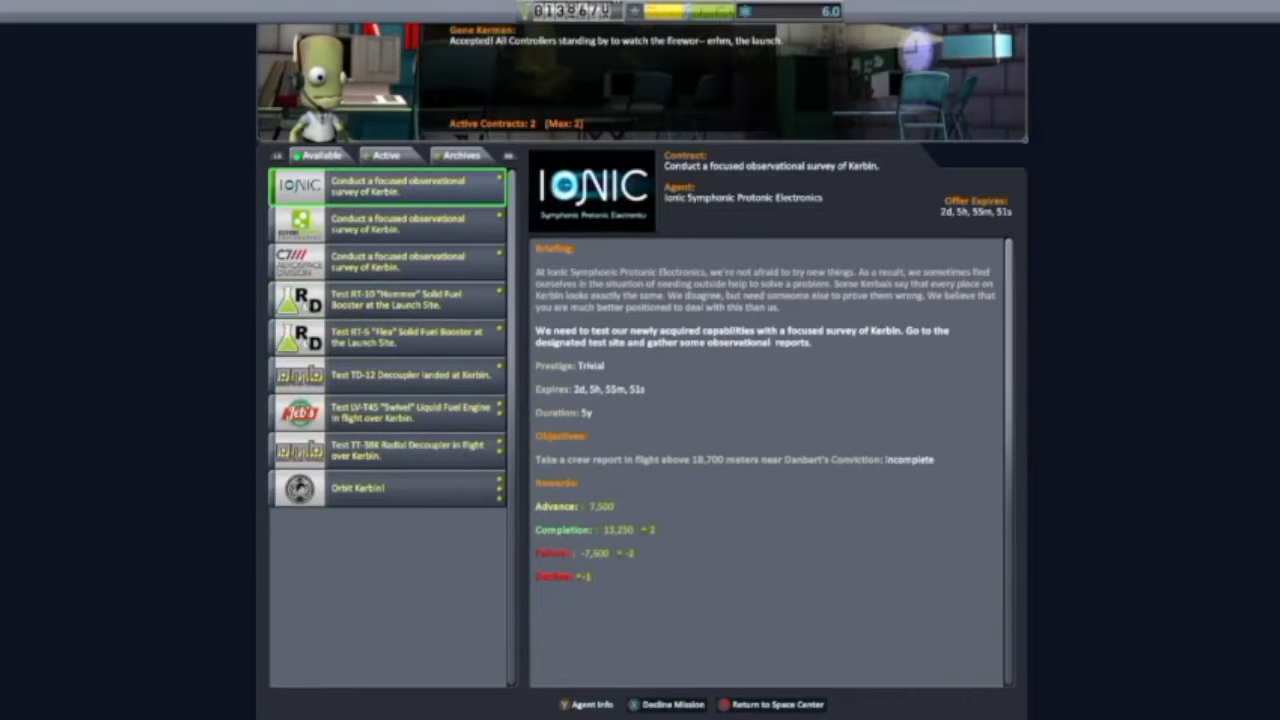 6.0
Gene Kerman:
Accepted! All Controllers standing by to watch the firewor-- erhm, the launch.
Active Contracts: 2 [Max: 2]
Available
Active
Archives
Conduct a focused observational
survey of Kerbin.
Conduct a focused observational
survey of Kerbin.
Conduct a focused observational
survey of Kerbin.
Test RT-10 "Hammer" Solid Fuel
Booster at the Launch Site.
Test RT-5 "Flea" Solid Fuel Booster at
the Launch Site.
Test TD-12 Decoupler landed at Kerbin.
Test LV-T45 "Swivel" Liquid Fuel Engine
in flight over Kerbin.
Test TT-38K Radial Decoupler in flight
over Kerbin.
Orbit Kerbin!
IONIC
C7///
AEROSPACE
DIVISION
R&D
R&D
IONIC
Symphonic Protonic Electronics
Contract:
Conduct a focused observational survey of Kerbin.
Agent:
Ionic Symphonic Protonic Electronics
Offer Expires:
2d, 5h, 55m, 51s
Briefing:
At Ionic Symphonic Protonic Electronics, we're not afraid to try new things. As a result, we sometimes find
ourselves in the situation of needing outside help to solve a problem. Some Kerbals say that every place on
Kerbin looks exactly the same. We disagree, but need someone else to prove them wrong. We believe that
you are much better positioned to deal with this than us.
We need to test our newly acquired capabilities with a focused survey of Kerbin. Go to the
designated test site and gather some observational reports.
Prestige: Trivial
Expires: 2d, 5h, 55m, 51s
Duration: 5y
Objectives:
Take a crew report in flight above 18,700 meters near Danbart's Conviction: Incomplete
Rewards:
Advance: 7,500
Completion: 13,250 2
Failure: -7,500 -2
Decline: -1
Y Agent Info
X Decline Mission
Return to Space Center